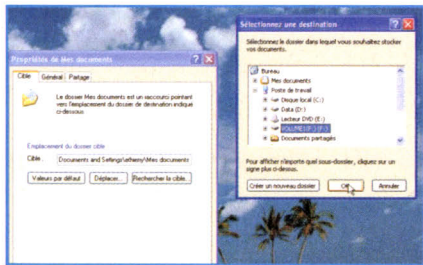 Propriétés de Mes documents
Cible Général Partage
Le dossier Mes documents est un raccourci pointant
vers l'emplacement du dossier de destination indiqué
ci-dessous.
Emplacement du dossier cible
Cible : Documents and Settings\etheeny\Mes documents
Valeurs par défaut Déplacer... Rechercher la cible...
Sélectionnez une destination
Sélectionnez le dossier dans lequel vous souhaitez stocker
vos documents.
Bureau
Mes documents
Poste de travail
Disque local (C:)
Data (D:)
Lecteur DVD (E:)
VOLUME1(F:) (F:)
Documents partagés
Pour afficher n'importe quel sous-dossier, cliquez sur un
signe plus ci-dessus.
Créer un nouveau dossier OK Annuler